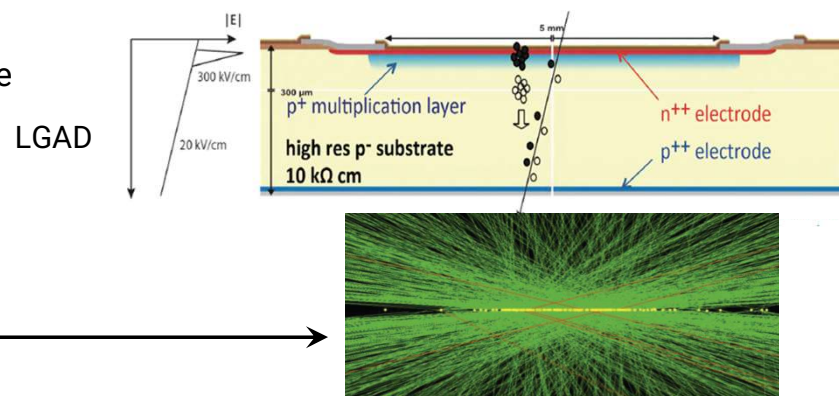 |E|
5 mm
e
300 kV/cm
300 μm
p⁺ multiplication layer
n⁺⁺ electrode
LGAD
20 kV/cm
high res p⁻ substrate
p⁺⁺ electrode
10 kΩ cm